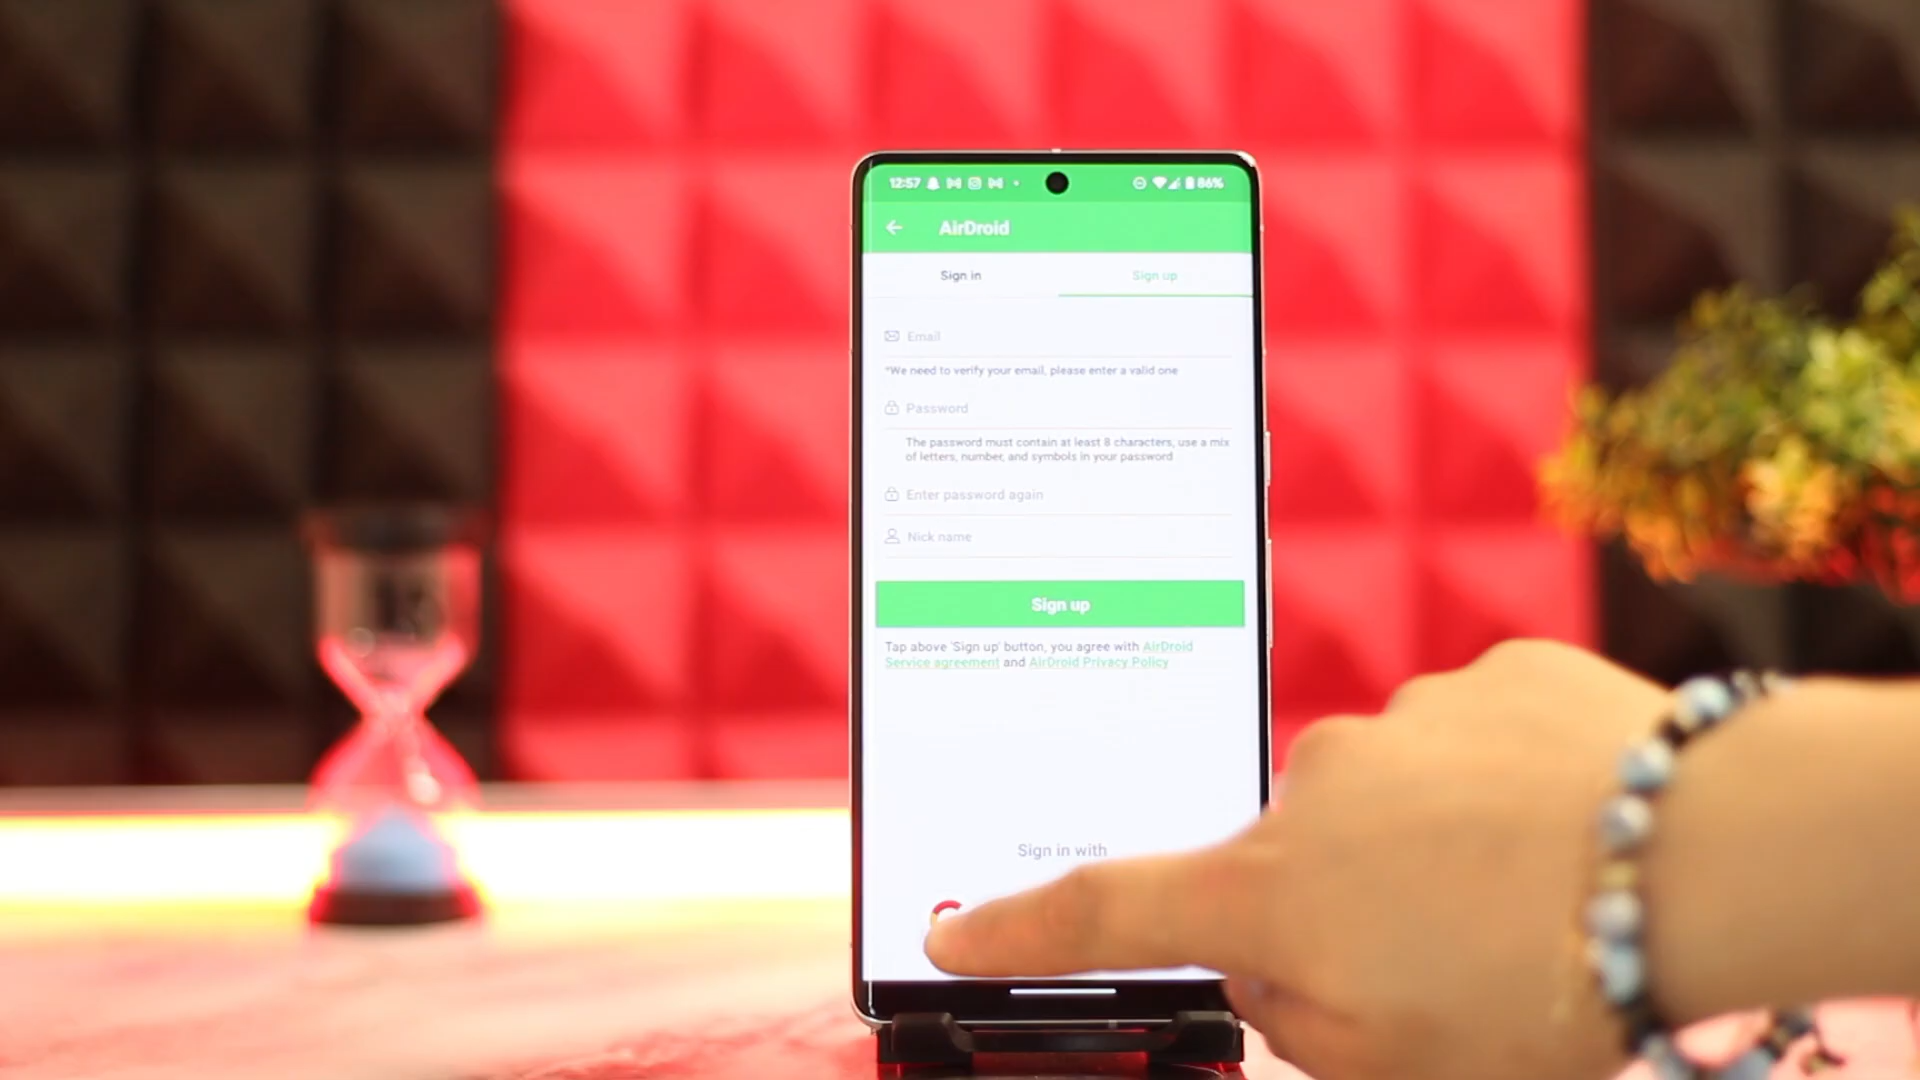 12:57 86%
AirDroid
Sign in Sign up
Email
*We need to verify your email, please enter a valid one
Password
The password must contain at least 8 characters, use a mix
of letters, number, and symbols in your password
Enter password again
Nick name
Sign up
Tap above 'Sign up' button, you agree with AirDroid
Service agreement and AirDroid Privacy Policy
Sign in with